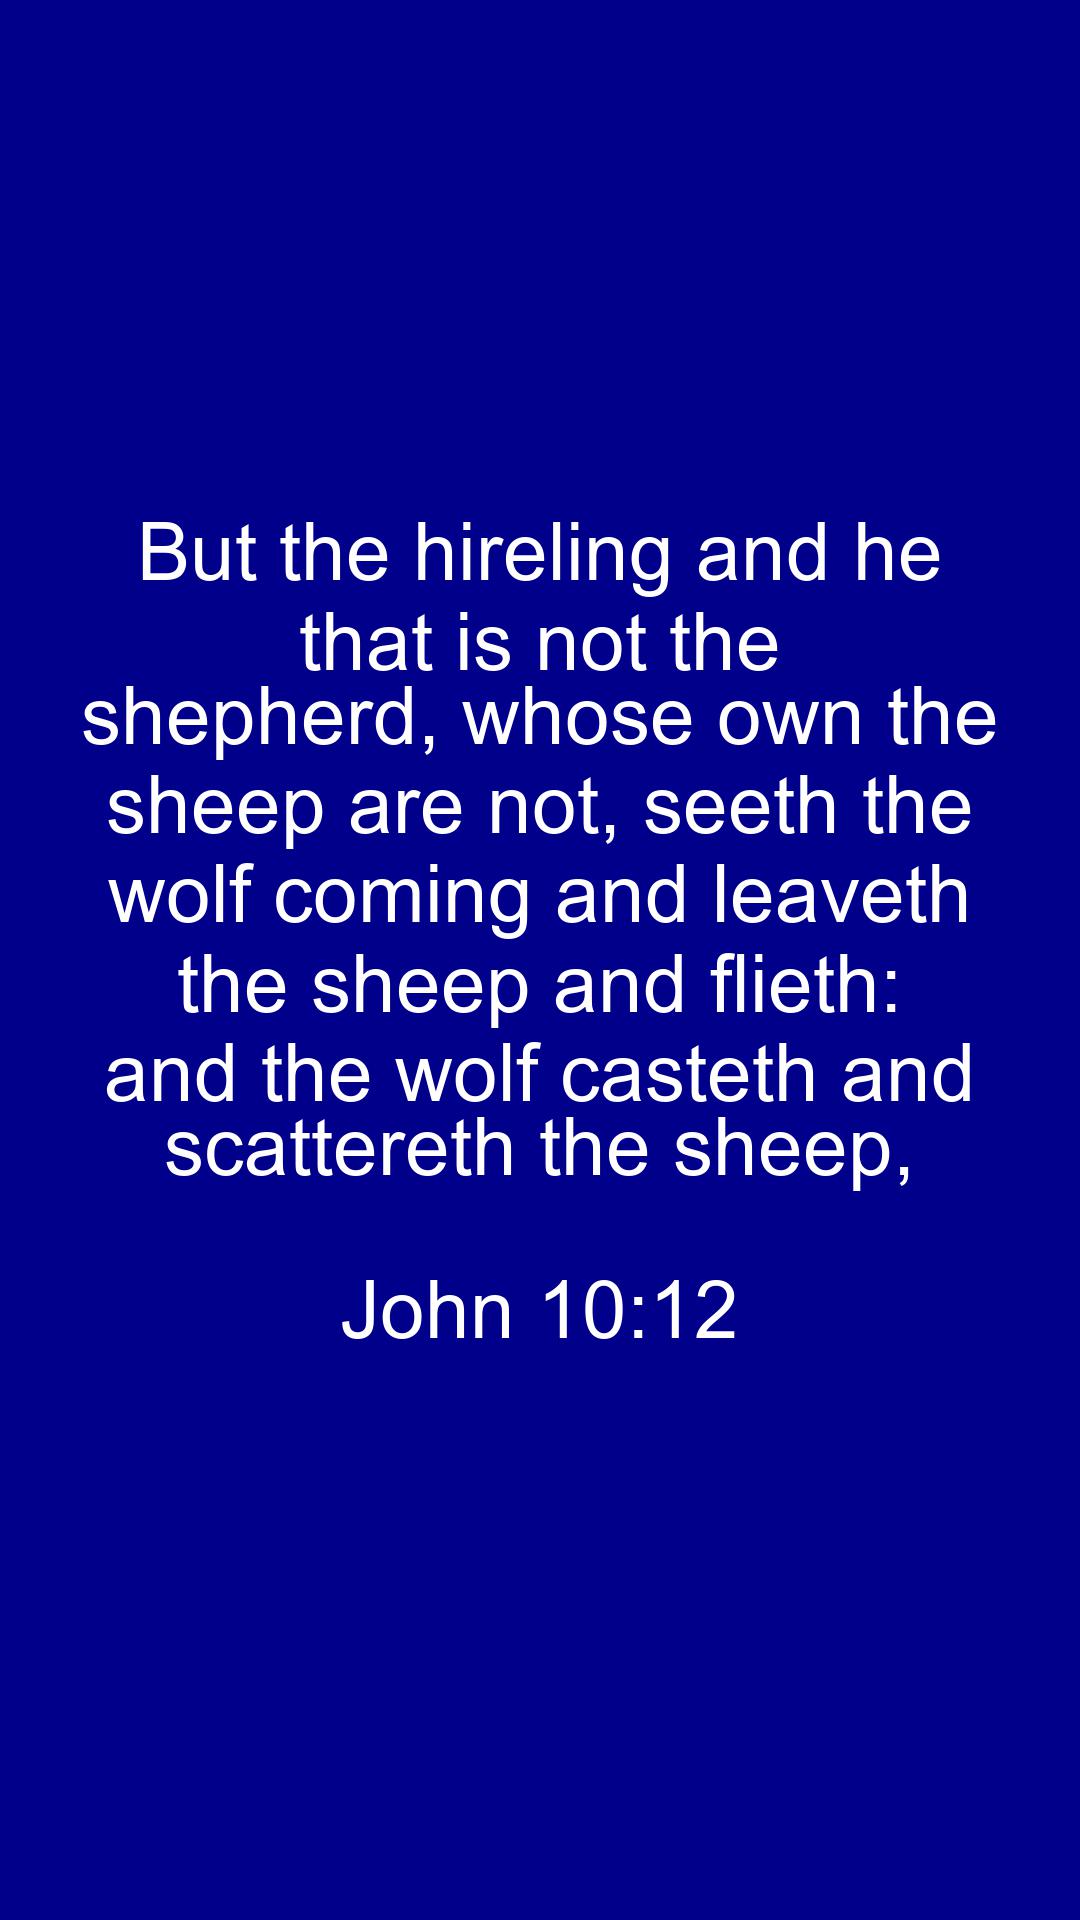 But the hireling and he
that is not the
shepherd, whose own the
sheep are not, seeth the
wolf coming and leaveth
the sheep and flieth:
and the wolf casteth and
scattereth the sheep,
John 10:12